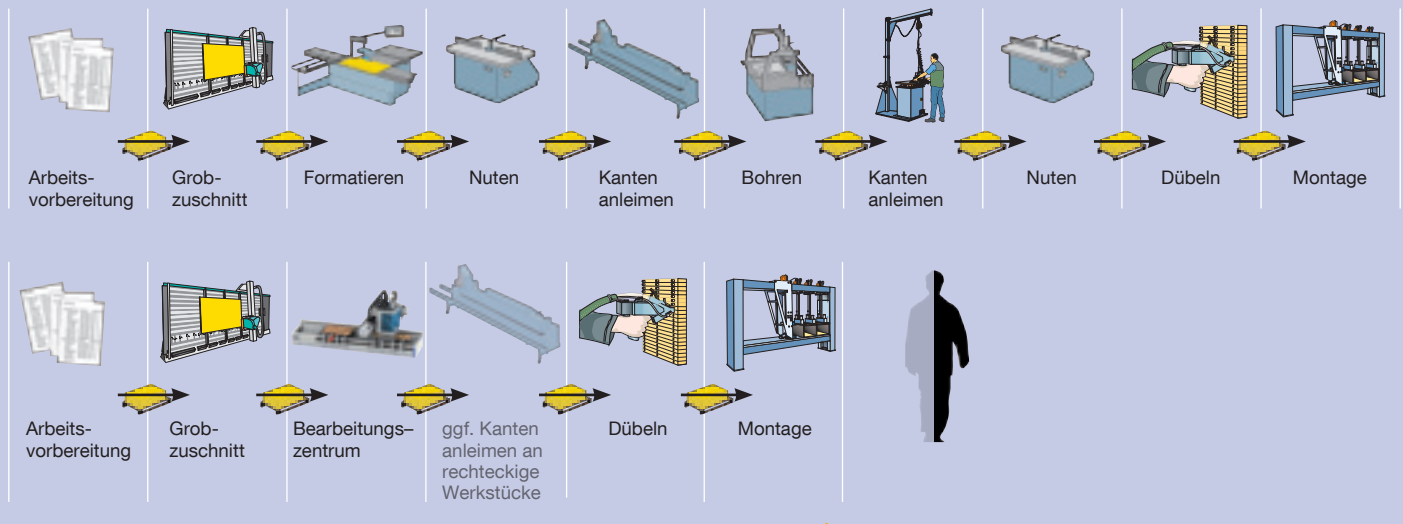 Arbeits-
vorbereitung
Grob-
zuschnitt
Formatieren
Nuten
Kanten
anleimen
Bohren
Kanten
anleimen
Nuten
Dübeln
Montage
Arbeits-
vorbereitung
Grob-
zuschnitt
Bearbeitungs–
zentrum
ggf. Kanten
anleimen an
rechteckige
Werkstücke
Dübeln
Montage